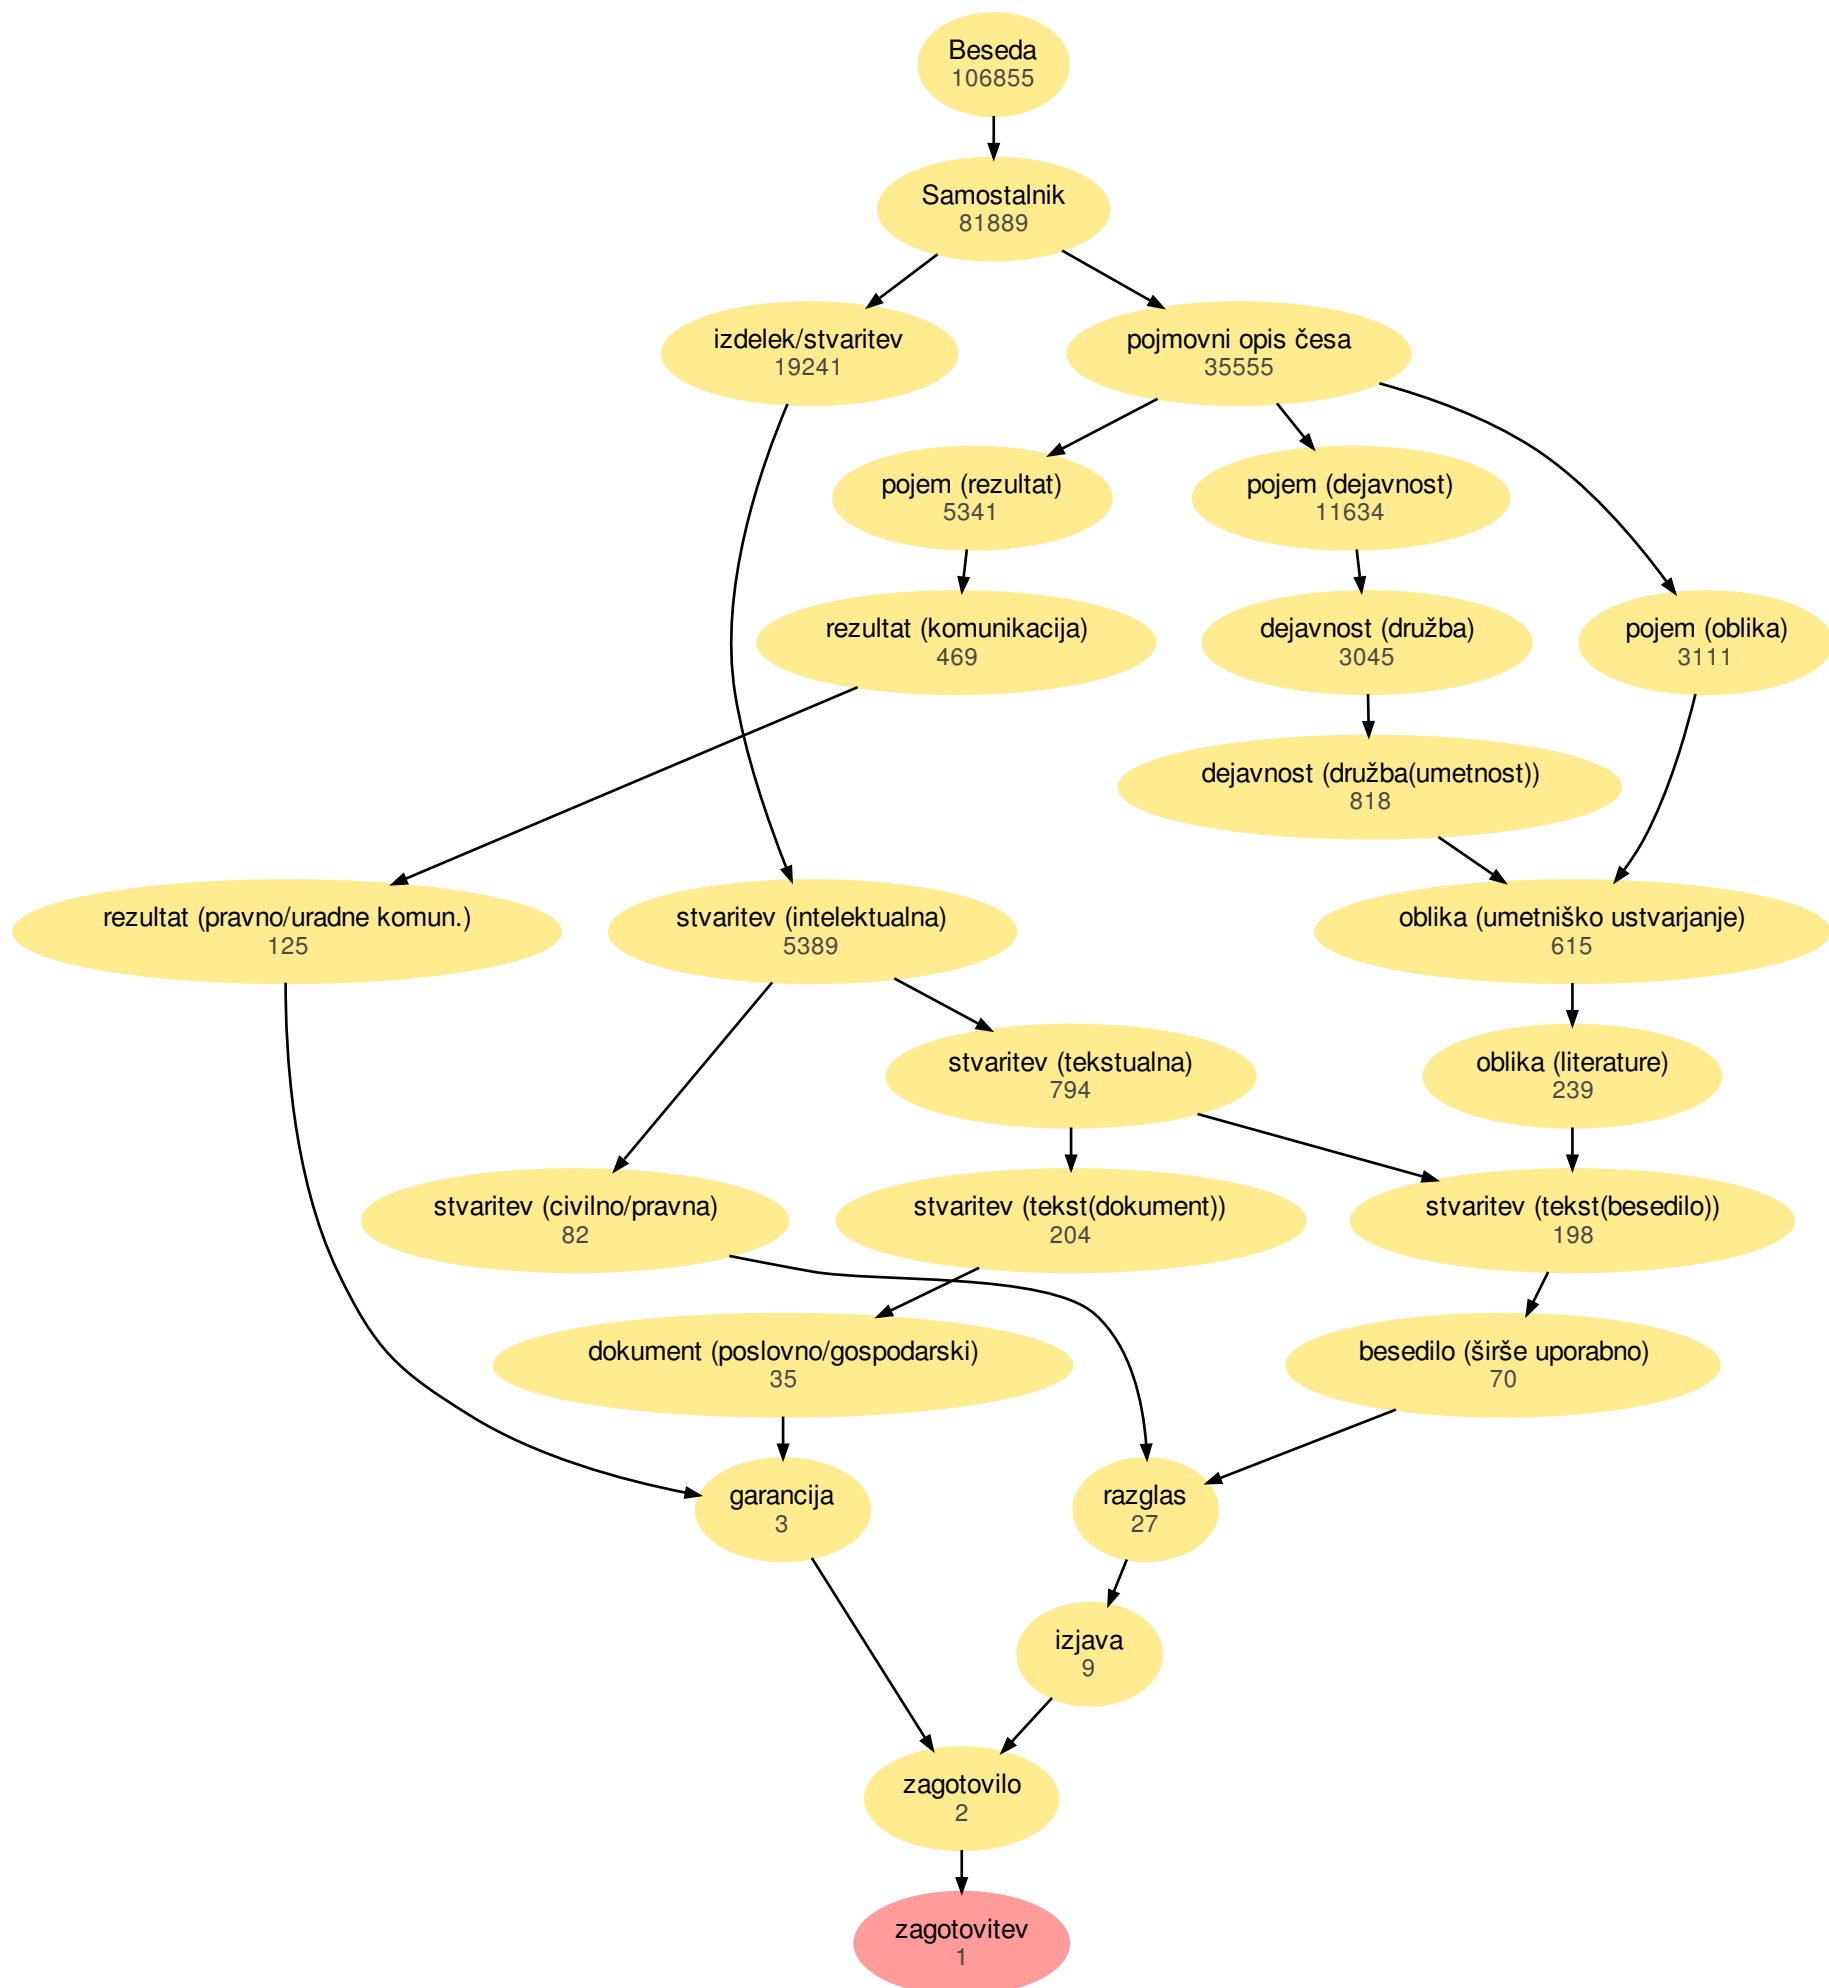 Beseda
106855
Samostalnik
81889
izdelek/stvaritev
19241
pojmovni opis česa
35555
pojem (rezultat)
5341
pojem (dejavnost)
11634
rezultat (komunikacija)
469
dejavnost (družba)
3045
pojem (oblika)
3111
dejavnost (družba(umetnost))
818
rezultat (pravno/uradne komun.)
125
stvaritev (intelektualna)
5389
oblika (umetniško ustvarjanje)
615
stvaritev (tekstualna)
794
oblika (literature)
239
stvaritev (civilno/pravna)
82
stvaritev (tekst(dokument))
204
stvaritev (tekst(besedilo))
198
dokument (poslovno/gospodarski)
35
besedilo (širše uporabno)
70
garancija
3
razglas
27
izjava
9
zagotovilo
2
zagotovitev
1